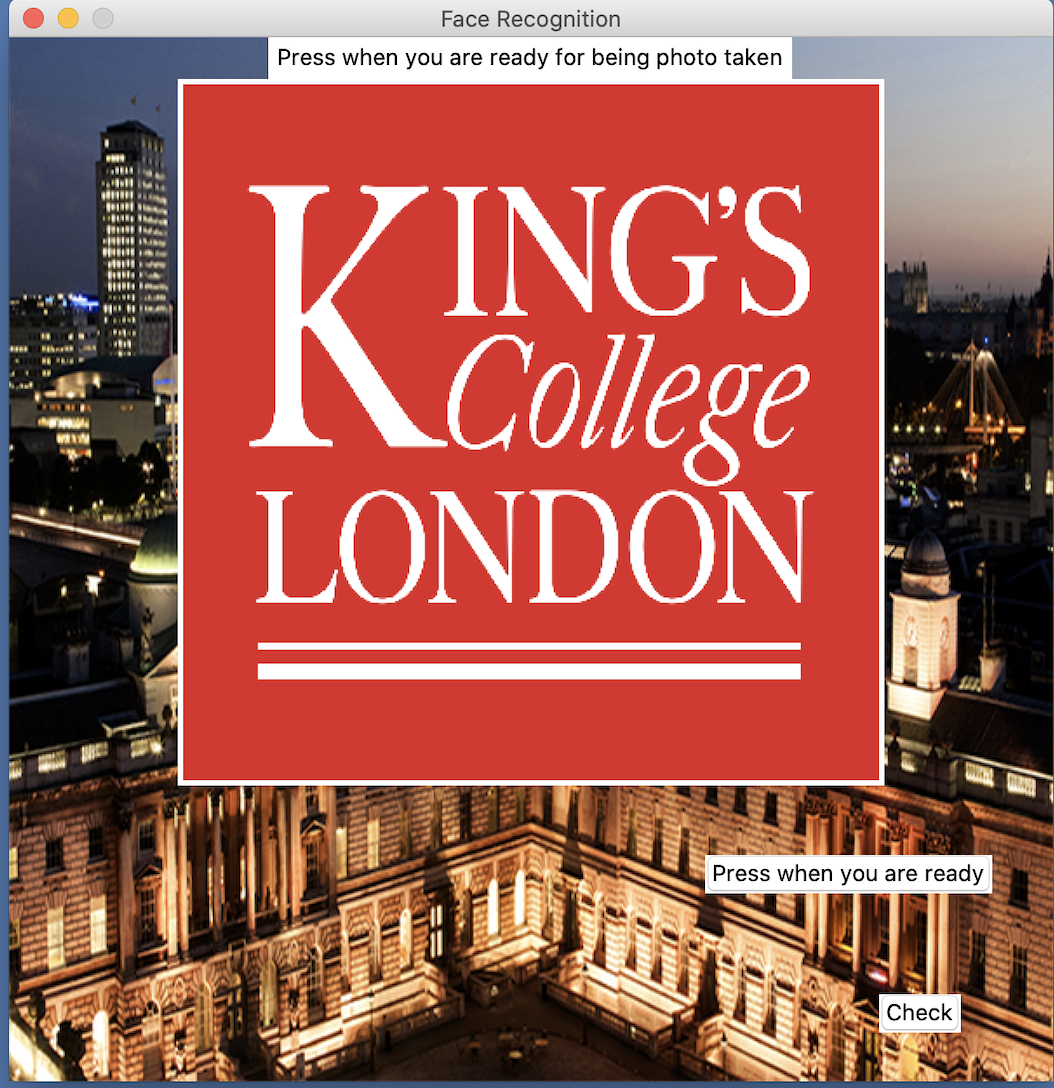 Face Recognition
Press when you are ready for being photo taken
KING'S
College
LONDON
Press when you are ready
Check